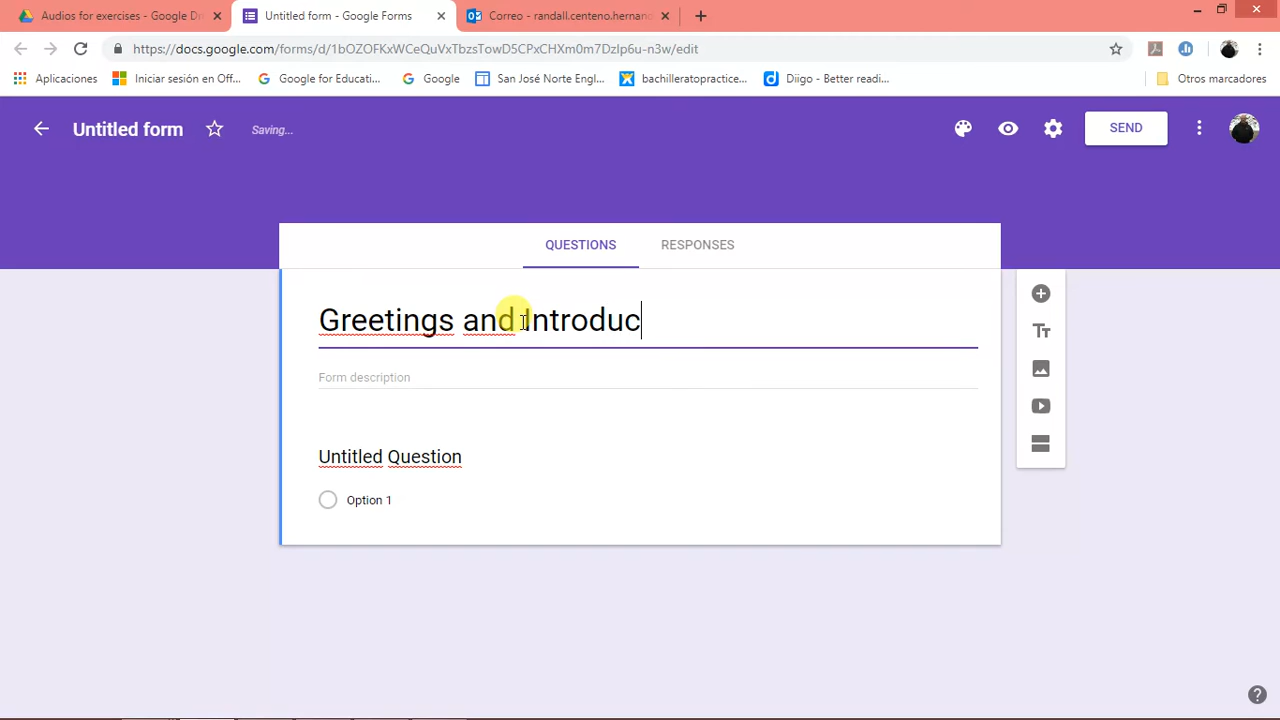 Audios for exercises - Google Dr
Untitled form - Google Forms
Correo - randall.centeno.hernand
https://docs.google.com/forms/d/1bOZOFKxWCeQuVxTbzsTowD5CPxCHXm0m7DzIp6u-n3w/edit
Aplicaciones
Iniciar sesión en Off...
Google for Educati...
Google
San José Norte Engl...
bachilleratopractice...
Diigo - Better readi...
Otros marcadores
Untitled form
Saving...
SEND
QUESTIONS
RESPONSES
Greetings and Introduc
Form description
Untitled Question
Option 1